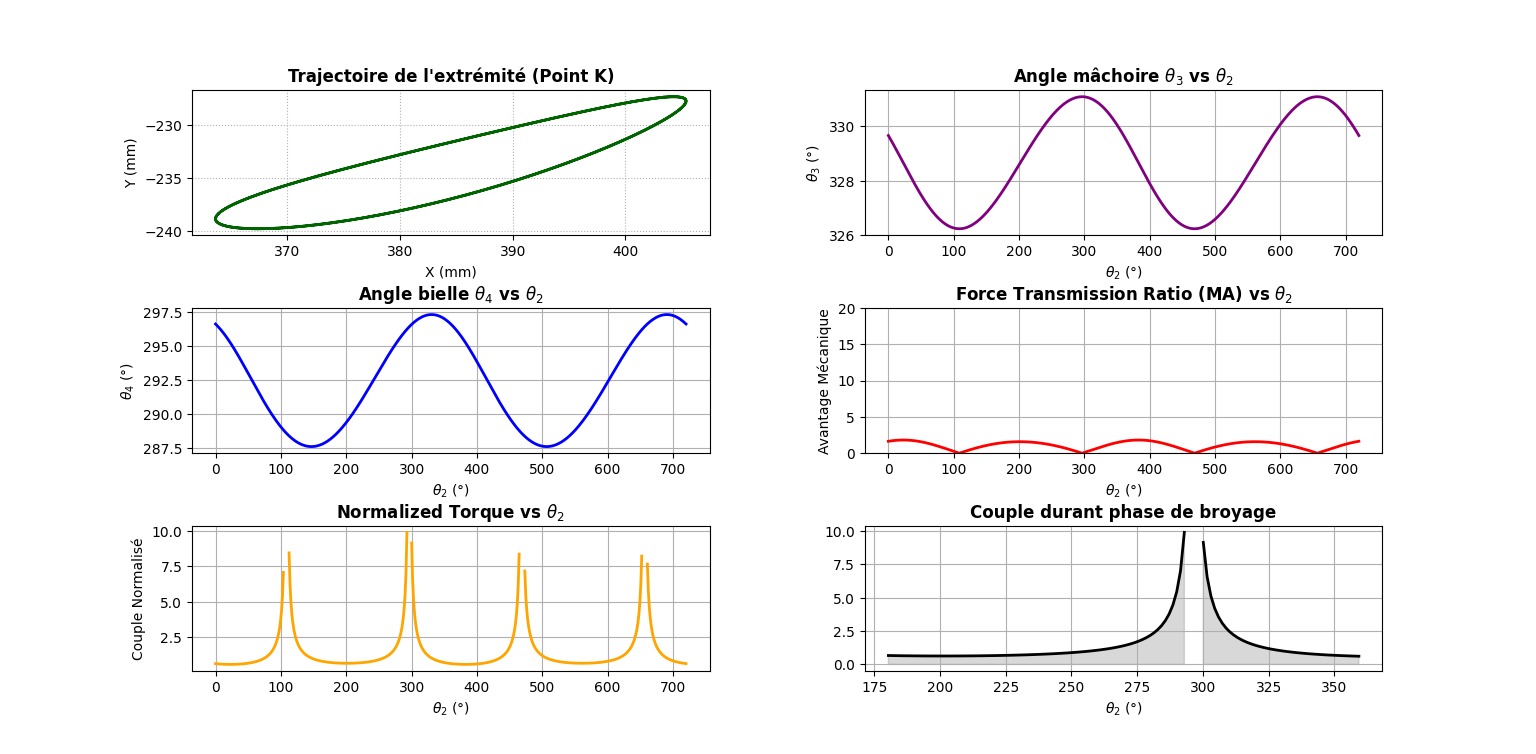 Trajectoire de l'extrémité (Point K)
−230
−235
−240
Y (mm)
370 380 390 400
X (mm)
Angle mâchoire θ₃ vs θ₂
330
328
326
θ₃ (°)
0 100 200 300 400 500 600 700
θ₂ (°)
Angle bielle θ₄ vs θ₂
297.5
295.0
292.5
290.0
287.5
θ₄ (°)
0 100 200 300 400 500 600 700
θ₂ (°)
Force Transmission Ratio (MA) vs θ₂
20
15
10
5
0
Avantage Mécanique
0 100 200 300 400 500 600 700
θ₂ (°)
Normalized Torque vs θ₂
10.0
7.5
5.0
2.5
Couple Normalisé
0 100 200 300 400 500 600 700
θ₂ (°)
Couple durant phase de broyage
10.0
7.5
5.0
2.5
0.0
175 200 225 250 275 300 325 350
θ₂ (°)